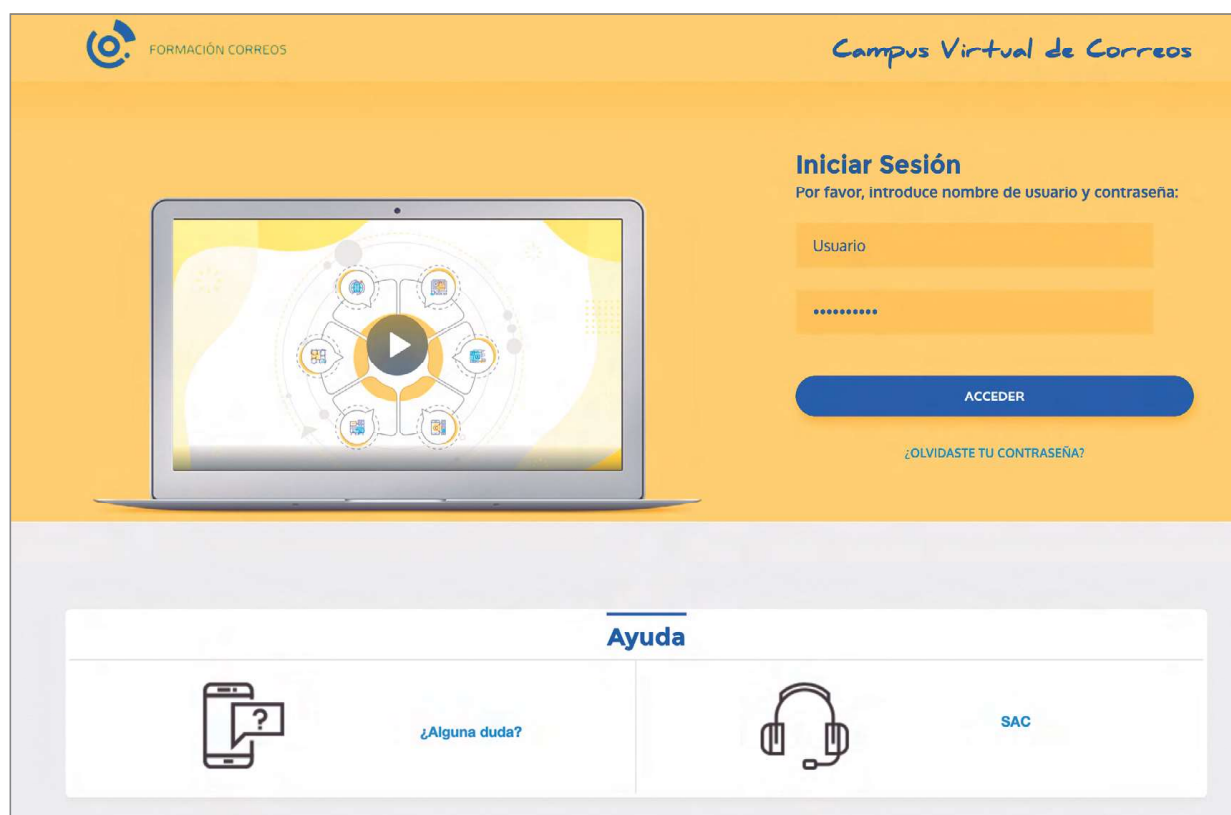 FORMACIÓN CORREOS
Campus Virtual de Correos
Iniciar Sesión
Por favor, introduce nombre de usuario y contraseña:
Usuario
••••••••••
ACCEDER
¿OLVIDASTE TU CONTRASEÑA?
Ayuda
?
¿Alguna duda?
SAC